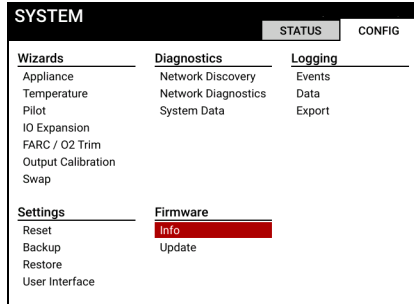 SYSTEM
STATUS
CONFIG
Wizards
Appliance
Temperature
Pilot
IO Expansion
FARC / O2 Trim
Output Calibration
Swap
Diagnostics
Network Discovery
Network Diagnostics
System Data
Logging
Events
Data
Export
Settings
Reset
Backup
Restore
User Interface
Firmware
Info
Update